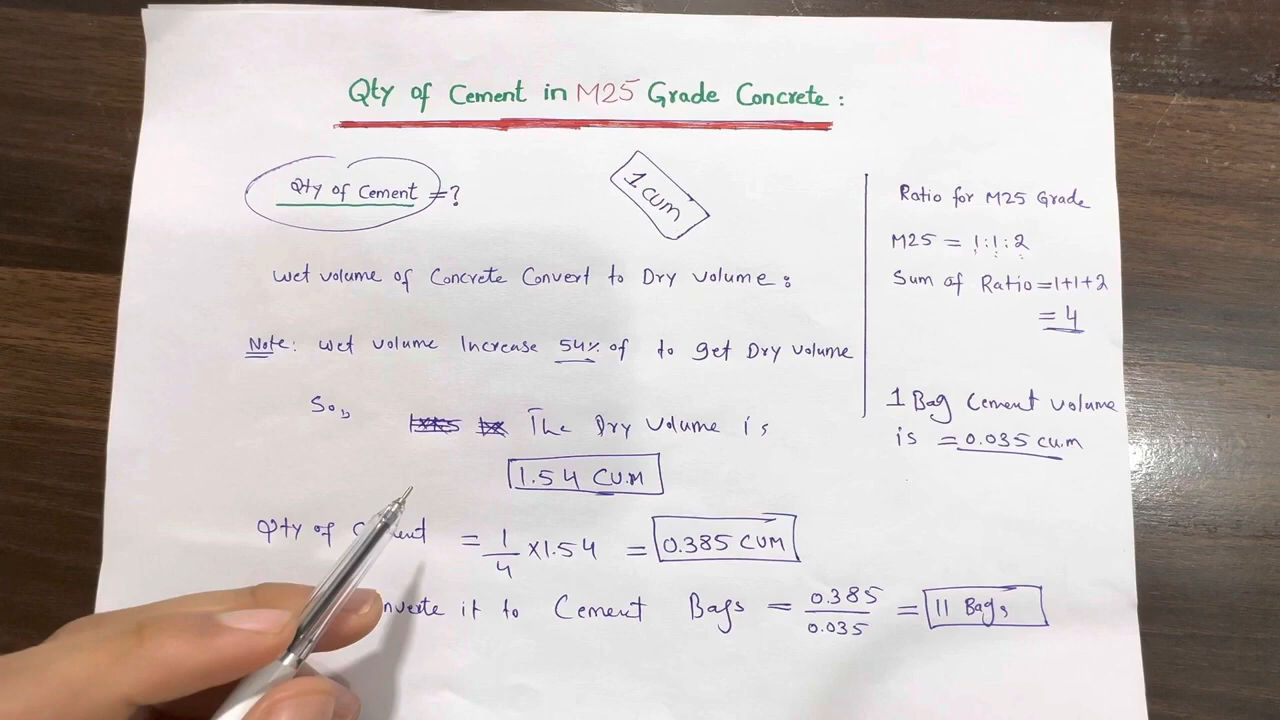 Qty of Cement in M25 Grade Concrete:
Qty of Cement = ?
1 CUM
Wet volume of Concrete Convert to Dry volume:
Note: Wet volume Increase 54% of to get Dry volume
So,, The Dry volume is
1.54 CU.M
Qty of Cement = 1/4 x 1.54 = 0.385 CUM
it to Cement Bags = 0.385/0.035 = 11 Bags
Ratio for M25 Grade
M25 = 1:1:2
Sum of Ratio = 1+1+2
= 4
1 Bag Cement volume
is = 0.035 cu.m